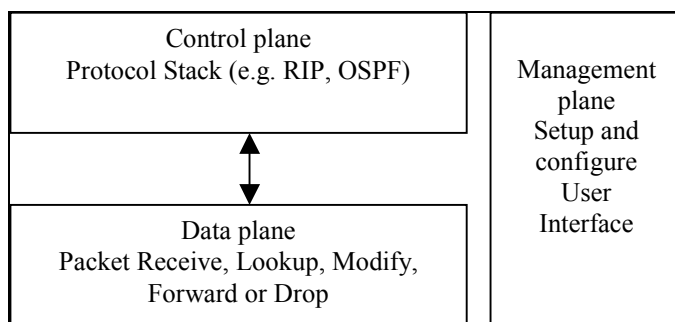 Control plane
Protocol Stack (e.g. RIP, OSPF)
Management
plane
Setup and
configure
User
Interface
Data plane
Packet Receive, Lookup, Modify,
Forward or Drop